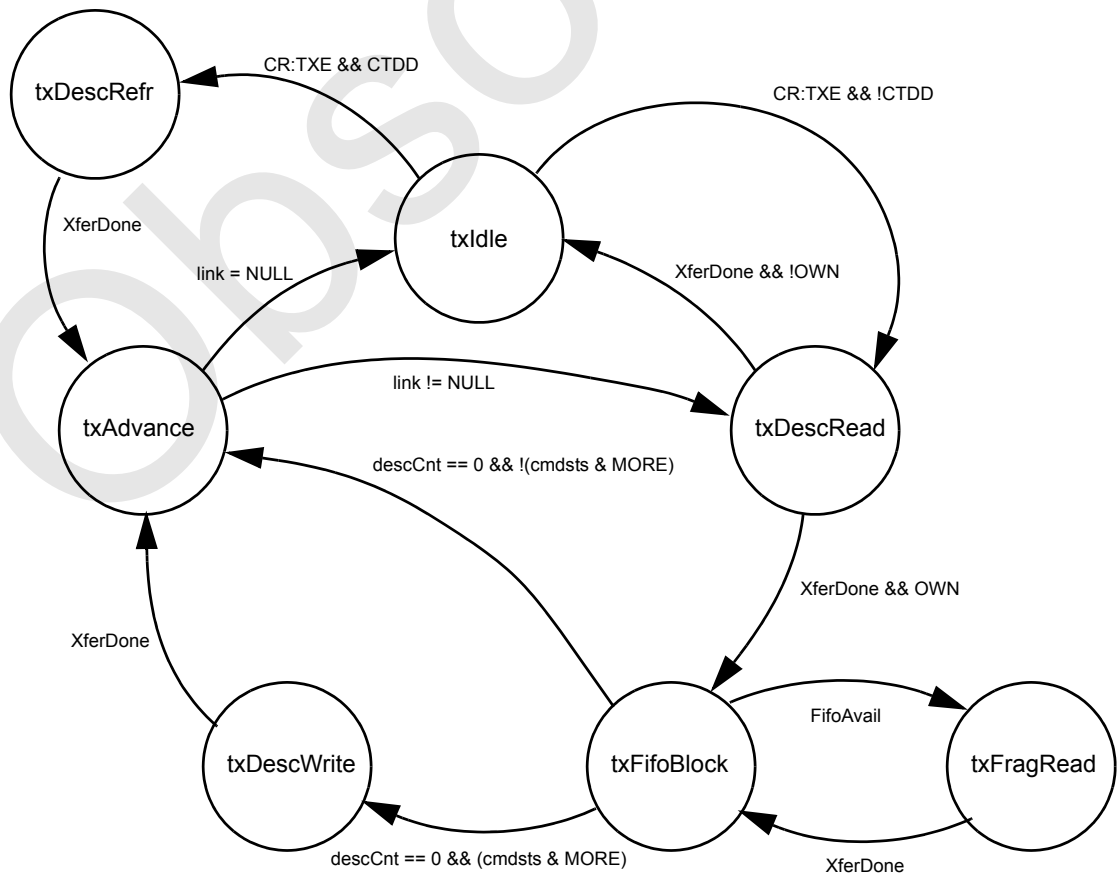 CR:TXE && CTDD
txDescRefr
CR:TXE && !CTDD
XferDone
txIdle
link = NULL
XferDone && !OWN
link != NULL
txAdvance
txDescRead
descCnt == 0 && !(cmdsts & MORE)
XferDone && OWN
XferDone
FifoAvail
txDescWrite
txFifoBlock
txFragRead
descCnt == 0 && (cmdsts & MORE)
XferDone
Obso